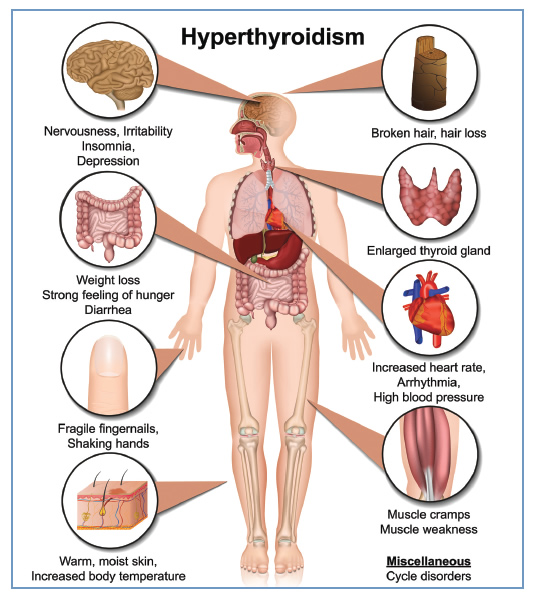 Hyperthyroidism
Nervousness, Irritability
Insomnia,
Depression
Broken hair, hair loss
Weight loss
Strong feeling of hunger
Diarrhea
Enlarged thyroid gland
Increased heart rate,
Arrhythmia,
High blood pressure
Fragile fingernails,
Shaking hands
Muscle cramps
Muscle weakness
Warm, moist skin,
Increased body temperature
Miscellaneous
Cycle disorders